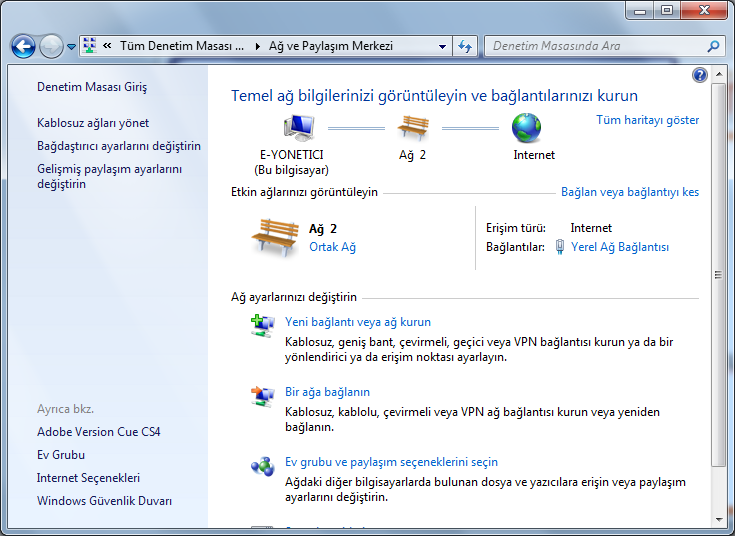 « Tüm Denetim Masası ... ▸ Ağ ve Paylaşım Merkezi
Denetim Masasında Ara
Denetim Masası Giriş
Kablosuz ağları yönet
Bağdaştırıcı ayarlarını değiştirin
Gelişmiş paylaşım ayarlarını
değiştirin
Ayrıca bkz.
Adobe Version Cue CS4
Ev Grubu
Internet Seçenekleri
Windows Güvenlik Duvarı
Temel ağ bilgilerinizi görüntüleyin ve bağlantılarınızı kurun
Tüm haritayı göster
E-YONETICI
(Bu bilgisayar)
Ağ 2
Internet
Etkin ağlarınızı görüntüleyin
Bağlan veya bağlantıyı kes
Ağ 2
Ortak Ağ
Erişim türü: Internet
Bağlantılar: Yerel Ağ Bağlantısı
Ağ ayarlarınızı değiştirin
Yeni bağlantı veya ağ kurun
Kablosuz, geniş bant, çevirmeli, geçici veya VPN bağlantısı kurun ya da bir
yönlendirici ya da erişim noktası ayarlayın.
Bir ağa bağlanın
Kablosuz, kablolu, çevirmeli veya VPN ağ bağlantısı kurun veya yeniden
bağlanın.
Ev grubu ve paylaşım seçeneklerini seçin
Ağdaki diğer bilgisayarlarda bulunan dosya ve yazıcılara erişin veya paylaşım
ayarlarını değiştirin.